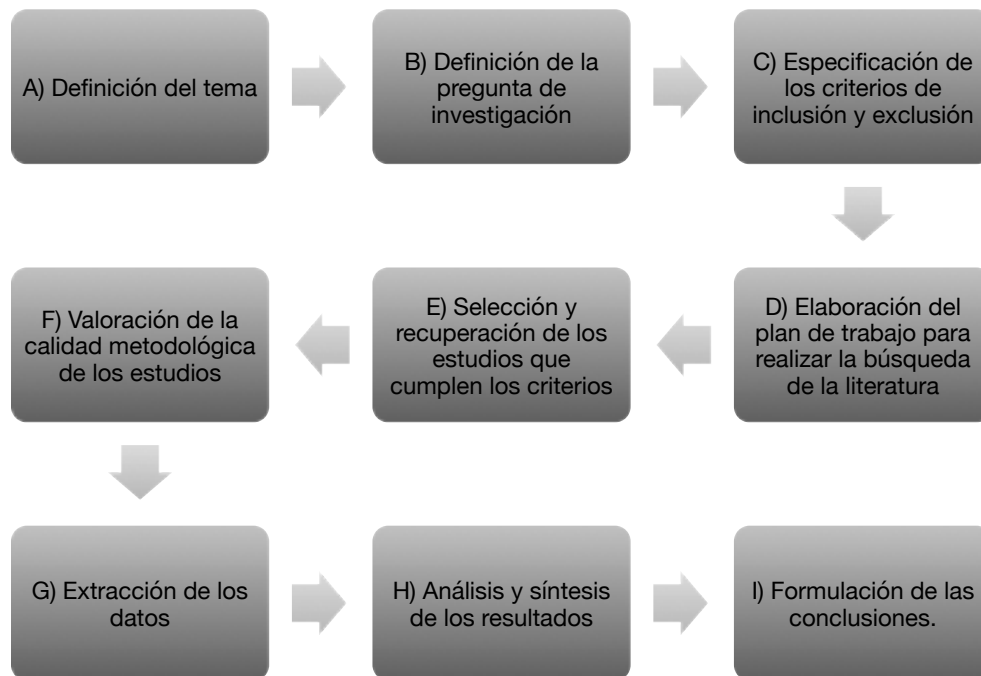 A) Definición del tema
B) Definición de la
pregunta de
investigación
C) Especificación de
los criterios de
inclusión y exclusión
D) Elaboración del
plan de trabajo para
realizar la búsqueda
de la literatura
E) Selección y
recuperación de los
estudios que
cumplen los criterios
F) Valoración de la
calidad metodológica
de los estudios
G) Extracción de los
datos
H) Análisis y síntesis
de los resultados
I) Formulación de las
conclusiones.